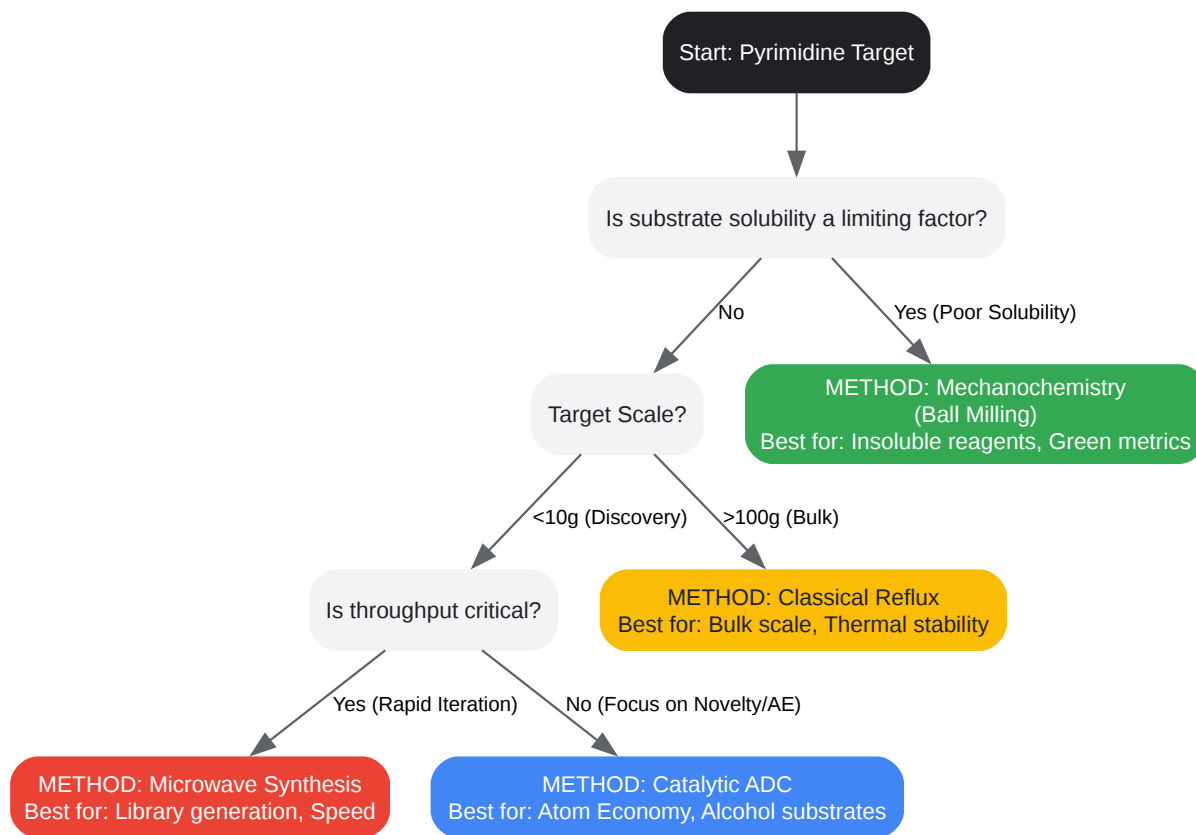 Start: Pyrimidine Target
Is substrate solubility a limiting factor?
No
Yes (Poor Solubility)
Target Scale?
METHOD: Mechanochemistry
(Ball Milling)
Best for: Insoluble reagents, Green metrics
<10g (Discovery)
>100g (Bulk)
Is throughput critical?
METHOD: Classical Reflux
Best for: Bulk scale, Thermal stability
Yes (Rapid Iteration)
No (Focus on Novelty/AE)
METHOD: Microwave Synthesis
Best for: Library generation, Speed
METHOD: Catalytic ADC
Best for: Atom Economy, Alcohol substrates